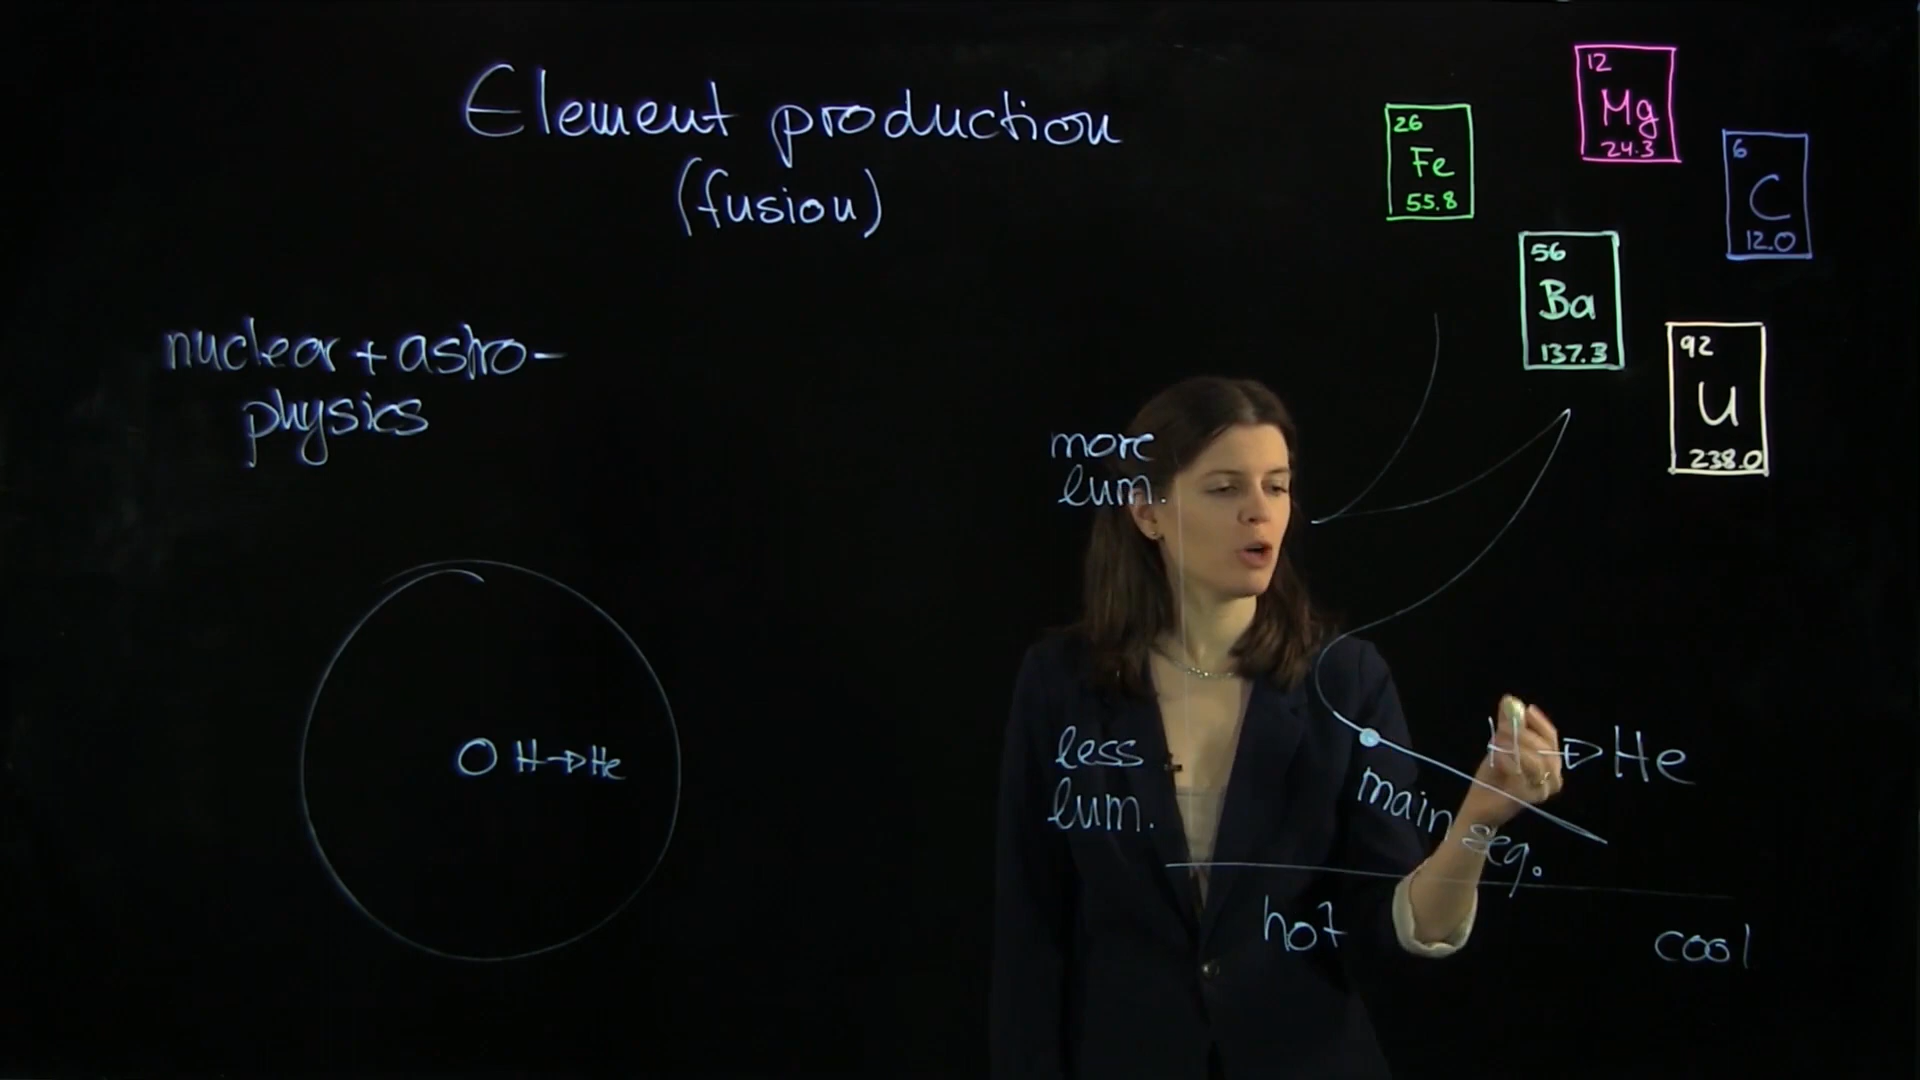 Element production
(fusion)
12
Mg
24.3
26
Fe
55.8
6
C
12.0
56
Ba
137.3
92
U
238.0
nuclear + astro-
physics
more
lum.
less
lum.
H→He
H→He
main seq.
hot
cool